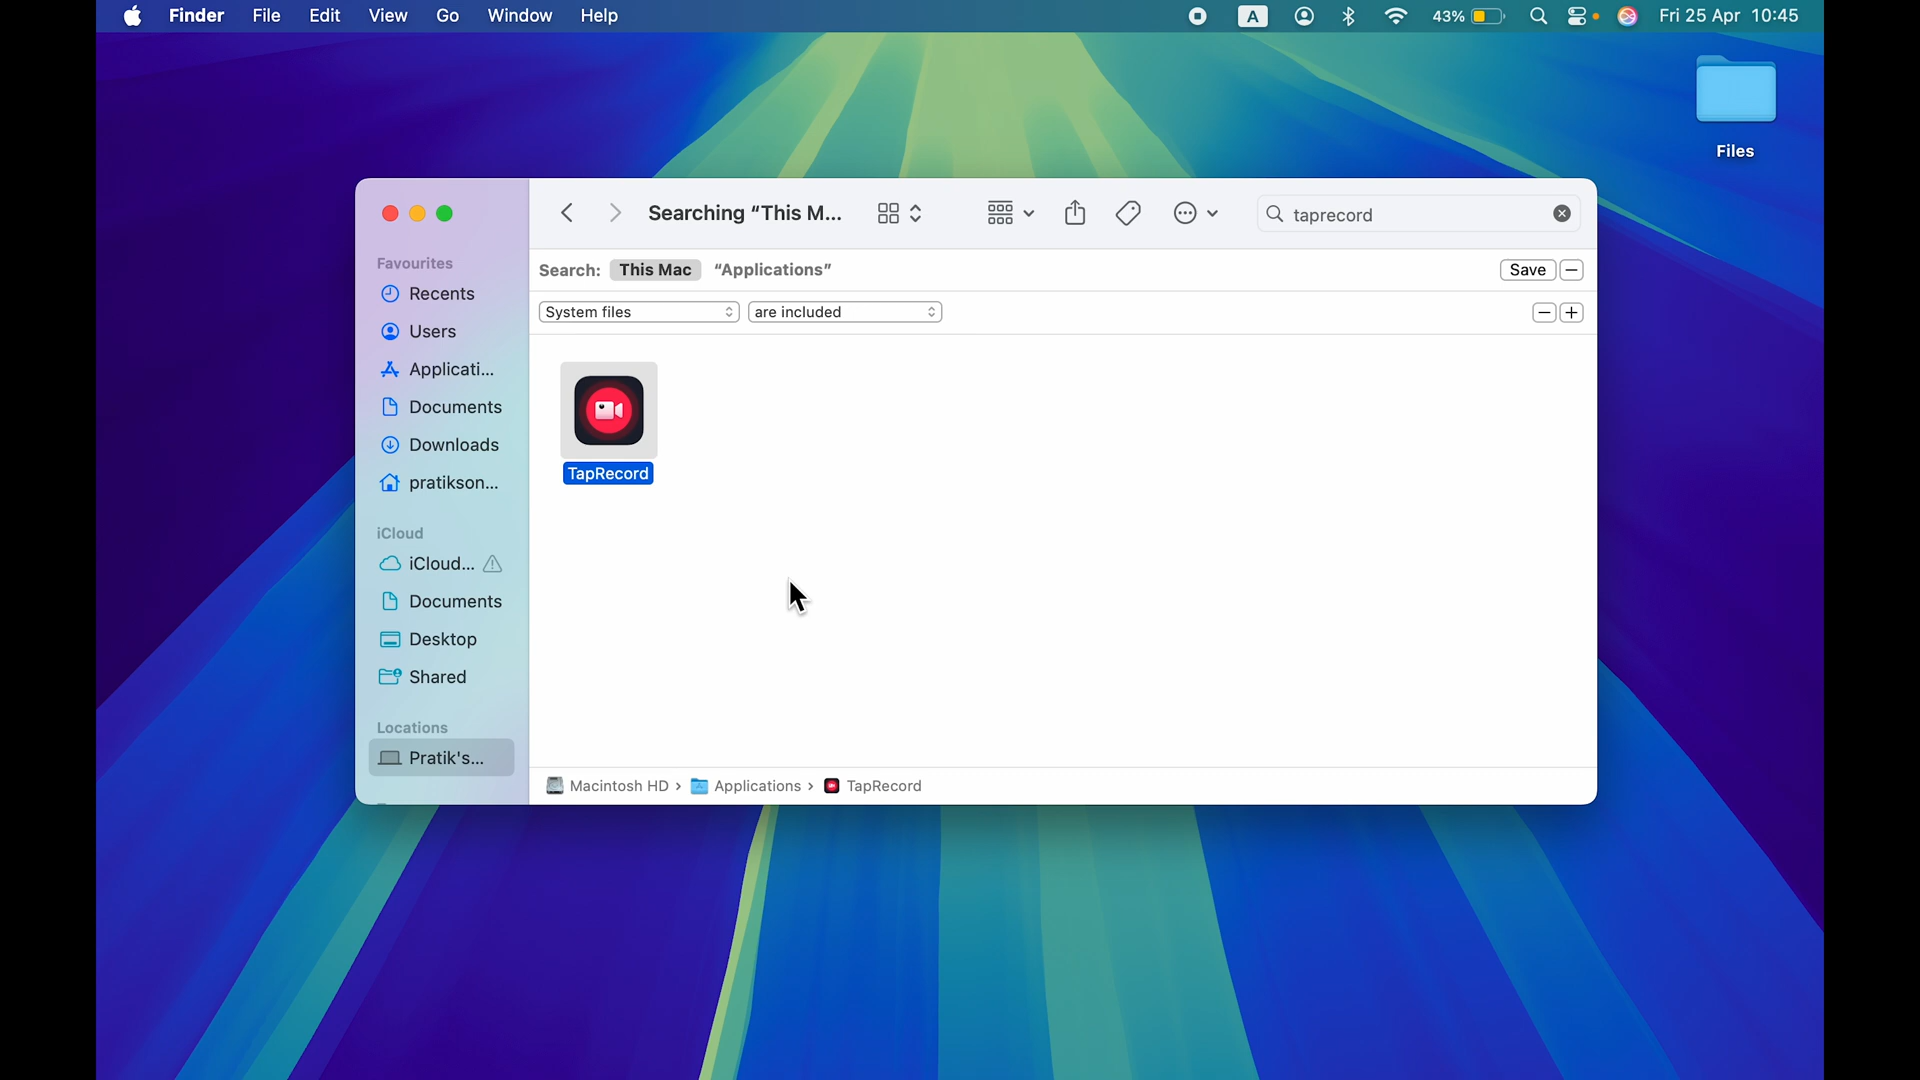 Finder File Edit View Go Window Help A 43% Fri 25 Apr 10:45
Files
Searching “This M... taprecord
Search: This Mac “Applications” Save
System files are included
Favourites
Recents
Users
Applicati...
Documents
Downloads
pratikson...
iCloud
iCloud...
Documents
Desktop
Shared
Locations
Pratik's...
TapRecord
Macintosh HD › Applications › TapRecord